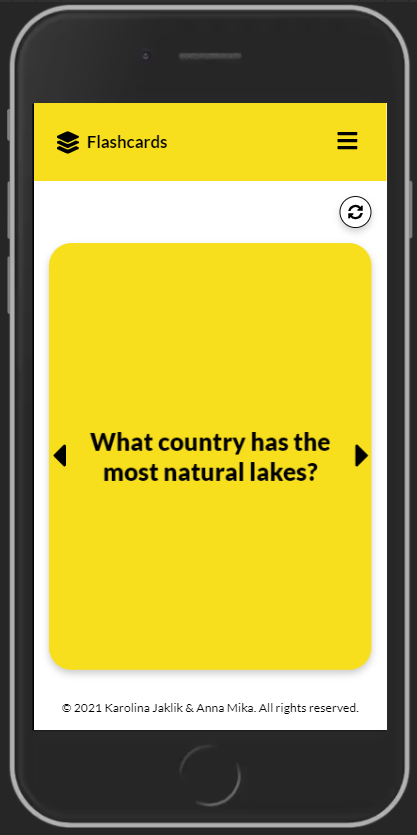 Flashcards
What country has the
most natural lakes?
© 2021 Karolina Jaklik & Anna Mika. All rights reserved.